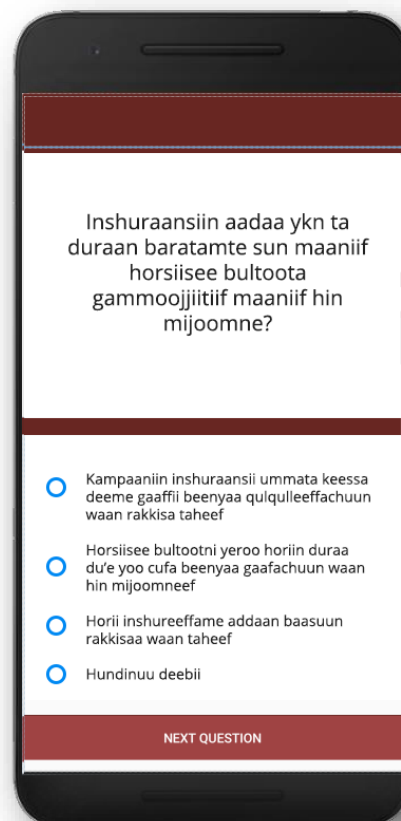 Inshuraansiin aadaa ykn ta
duraan baratamte sun maaniif
horsiisee bultoota
gammoojjiitiif maaniif hin
mijoomne?
Kampaaniin inshuraansii ummata keessa
deeme gaaffii beenyaa qulqulleeffachuun
waan rakkisa taheef
Horsiisee bultootni yeroo horiin duraa
du'e yoo cufa beenyaa gaafachuun waan
hin mijoomneef
Horii inshureeffame addaan baasuun
rakkisaa waan taheef
Hundinuu deebii
NEXT QUESTION